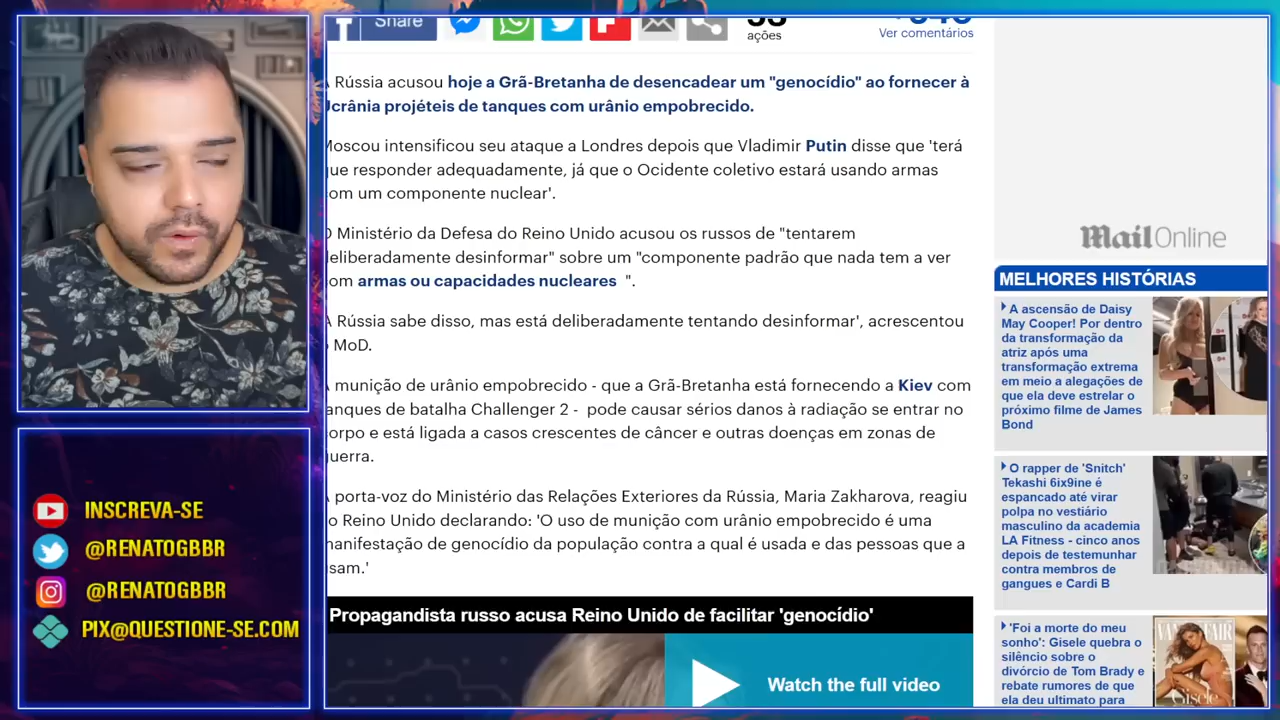 Share
ações
Ver comentários
A Rússia acusou hoje a Grã-Bretanha de desencadear um "genocídio" ao fornecer à
Ucrânia projéteis de tanques com urânio empobrecido.
Moscou intensificou seu ataque a Londres depois que Vladimir Putin disse que 'terá
que responder adequadamente, já que o Ocidente coletivo estará usando armas
com um componente nuclear'.
O Ministério da Defesa do Reino Unido acusou os russos de "tentarem
deliberadamente desinformar" sobre um "componente padrão que nada tem a ver
com armas ou capacidades nucleares ".
'A Rússia sabe disso, mas está deliberadamente tentando desinformar', acrescentou
o MoD.
A munição de urânio empobrecido - que a Grã-Bretanha está fornecendo a Kiev com
tanques de batalha Challenger 2 - pode causar sérios danos à radiação se entrar no
corpo e está ligada a casos crescentes de câncer e outras doenças em zonas de
guerra.
A porta-voz do Ministério das Relações Exteriores da Rússia, Maria Zakharova, reagiu
ao Reino Unido declarando: 'O uso de munição com urânio empobrecido é uma
manifestação de genocídio da população contra a qual é usada e das pessoas que a
usam.'
Propagandista russo acusa Reino Unido de facilitar 'genocídio'
Watch the full video
Mail Online
MELHORES HISTÓRIAS
A ascensão de Daisy
May Cooper! Por dentro
da transformação da
atriz após uma
transformação extrema
em meio a alegações de
que ela deve estrelar o
próximo filme de James
Bond
O rapper de 'Snitch'
Tekashi 6ix9ine é
espancado até virar
polpa no vestiário
masculino da academia
LA Fitness - cinco anos
depois de testemunhar
contra membros de
gangues e Cardi B
'Foi a morte do meu
sonho': Gisele quebra o
silêncio sobre o
divórcio de Tom Brady e
rebate rumores de que
ela deu ultimato para
VANITY FAIR
Gisele
INSCREVA-SE
@RENATOGBBR
@RENATOGBBR
PIX@QUESTIONE-SE.COM